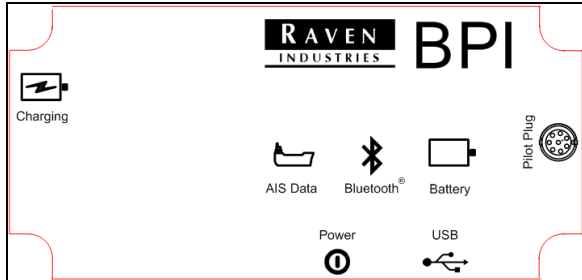 RAVEN
INDUSTRIES
BPI
Charging
AIS Data
Bluetooth®
Battery
Pilot Plug
Power
USB